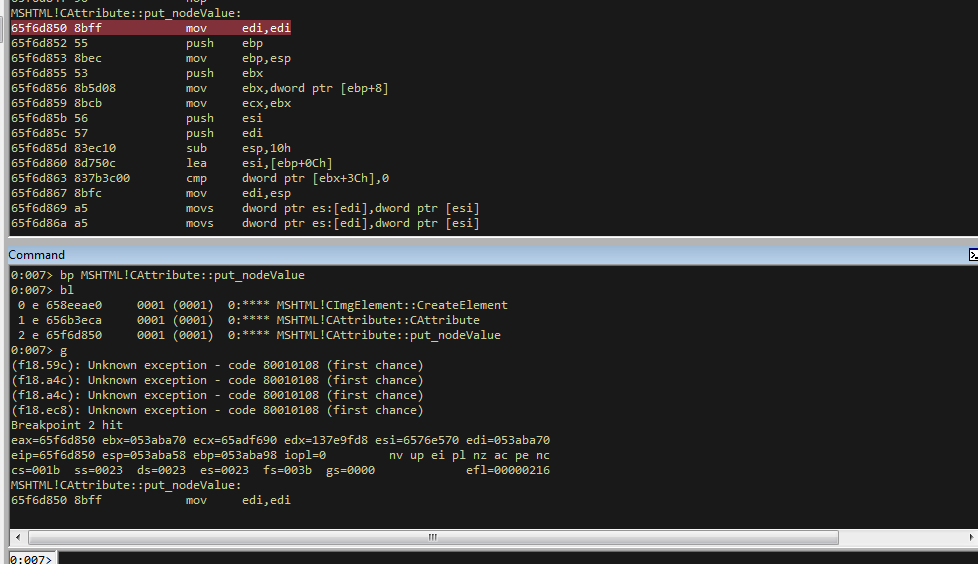 MSHTML!CAttribute::put_nodeValue:
65f6d850 8bff mov edi,edi
65f6d852 55 push ebp
65f6d853 8bec mov ebp,esp
65f6d855 53 push ebx
65f6d856 8b5d08 mov ebx,dword ptr [ebp+8]
65f6d859 8bcb mov ecx,ebx
65f6d85b 56 push esi
65f6d85c 57 push edi
65f6d85d 83ec10 sub esp,10h
65f6d860 8d750c lea esi,[ebp+0Ch]
65f6d863 837b3c00 cmp dword ptr [ebx+3Ch],0
65f6d867 8bfc mov edi,esp
65f6d869 a5 movs dword ptr es:[edi],dword ptr [esi]
65f6d86a a5 movs dword ptr es:[edi],dword ptr [esi]
Command
0:007> bp MSHTML!CAttribute::put_nodeValue
0:007> bl
0 e 658eeae0 0001 (0001) 0:**** MSHTML!CImgElement::CreateElement
1 e 656b3eca 0001 (0001) 0:**** MSHTML!CAttribute::CAttribute
2 e 65f6d850 0001 (0001) 0:**** MSHTML!CAttribute::put_nodeValue
0:007> g
(f18.59c): Unknown exception - code 80010108 (first chance)
(f18.a4c): Unknown exception - code 80010108 (first chance)
(f18.a4c): Unknown exception - code 80010108 (first chance)
(f18.ec8): Unknown exception - code 80010108 (first chance)
Breakpoint 2 hit
eax=65f6d850 ebx=053aba70 ecx=65adf690 edx=137e9fd8 esi=6576e570 edi=053aba70
eip=65f6d850 esp=053aba58 ebp=053aba98 iopl=0 nv up ei pl nz ac pe nc
cs=001b ss=0023 ds=0023 es=0023 fs=003b gs=0000 efl=00000216
MSHTML!CAttribute::put_nodeValue:
65f6d850 8bff mov edi,edi
0:007>